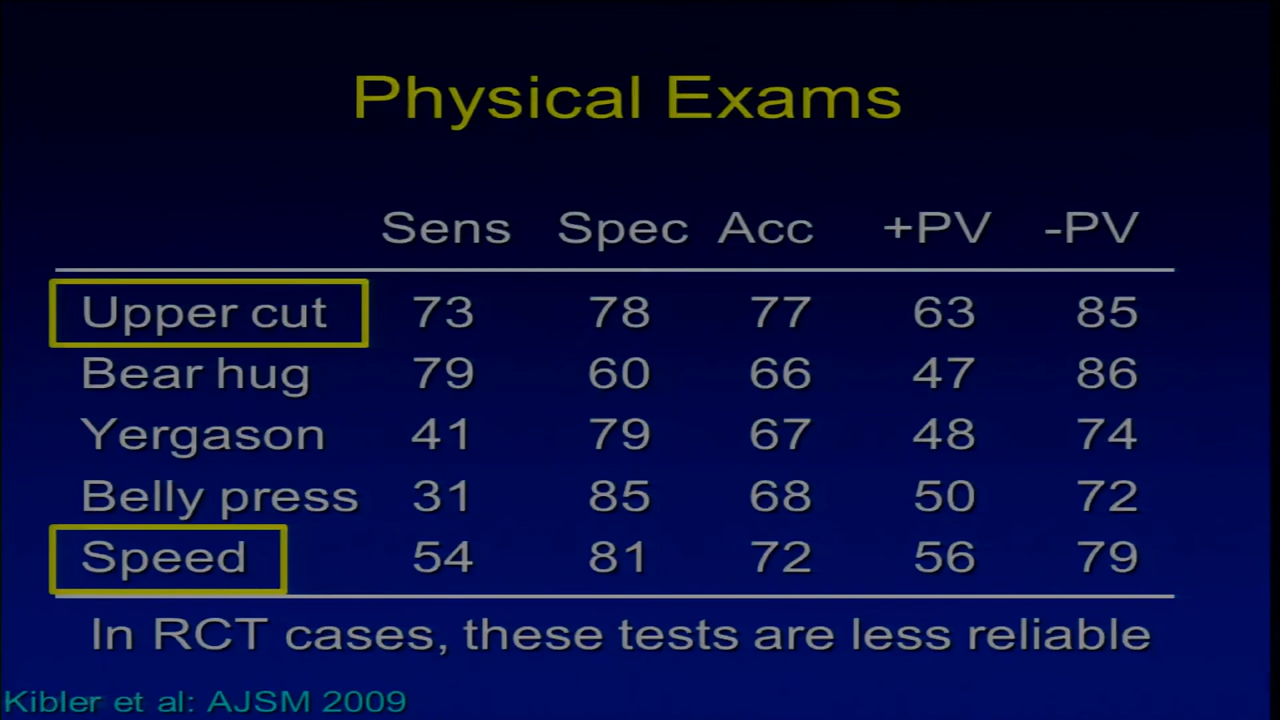 Physical Exams
Sens Spec Acc +PV -PV
Upper cut 73 78 77 63 85
Bear hug 79 60 66 47 86
Yergason 41 79 67 48 74
Belly press 31 85 68 50 72
Speed 54 81 72 56 79
In RCT cases, these tests are less reliable
Kibler et al: AJSM 2009